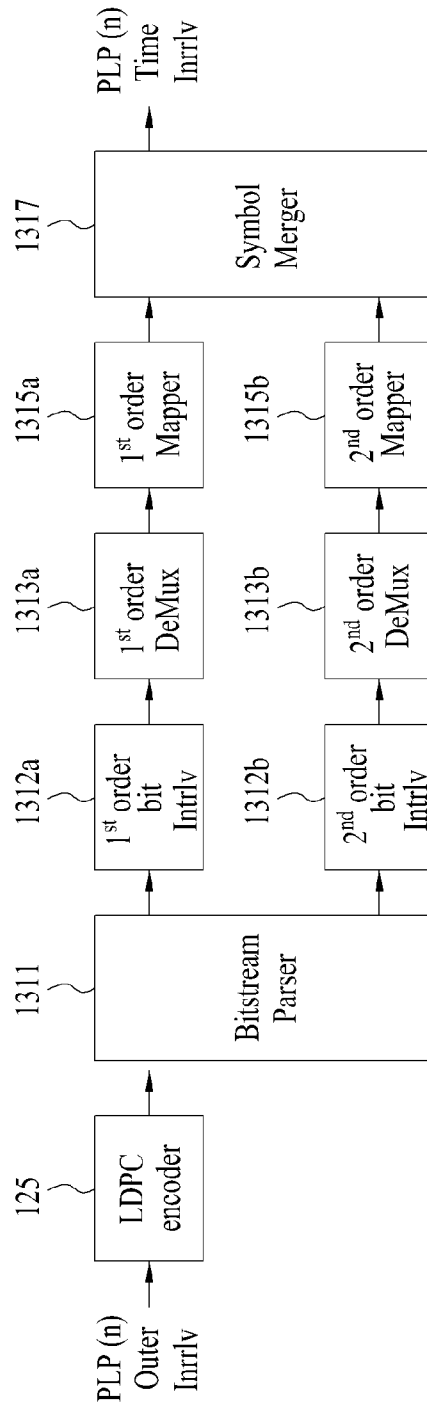 PLP (n)
Outer
Inrrlv
125
LDPC
encoder
1311
Bitstream
Parser
1312a
1st order
bit
Intrlv
1313a
1st order
DeMux
1315a
1st order
Mapper
1312b
2nd order
bit
Intrlv
1313b
2nd order
DeMux
1315b
2nd order
Mapper
1317
Symbol
Merger
PLP (n)
Time
Inrrlv